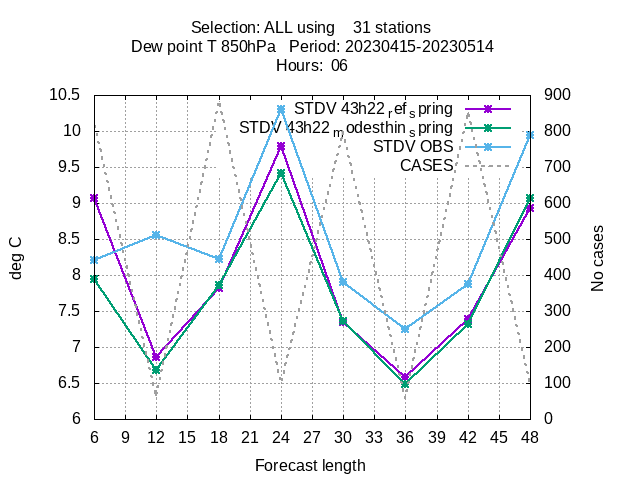 Selection: ALL using 31 stations
Dew point T 850hPa Period: 20230415-20230514
Hours: 06
10.5
10
9.5
9
8.5
8
7.5
7
6.5
6
deg C
STDV 43h22 ref spring
STDV 43h22 modesthin spring
STDV OBS
CASES
900
800
700
600
500
400
300
200
100
0
No cases
6 9 12 15 18 21 24 27 30 33 36 39 42 45 48
Forecast length